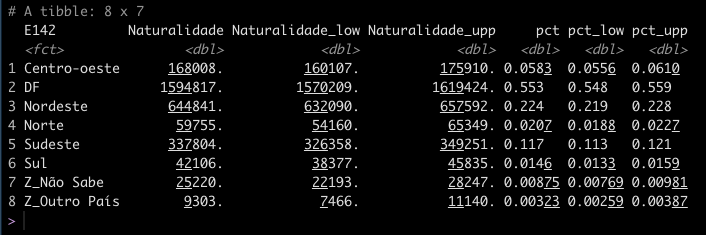 # A tibble: 8 x 7
E142 Naturalidade Naturalidade_low Naturalidade_upp pct pct_low pct_upp
<fct> <dbl> <dbl> <dbl> <dbl> <dbl> <dbl>
1 Centro-oeste 168008. 160107. 175910. 0.0583 0.0556 0.0610
2 DF 1594817. 1570209. 1619424. 0.553 0.548 0.559
3 Nordeste 644841. 632090. 657592. 0.224 0.219 0.228
4 Norte 59755. 54160. 65349. 0.0207 0.0188 0.0227
5 Sudeste 337804. 326358. 349251. 0.117 0.113 0.121
6 Sul 42106. 38377. 45835. 0.0146 0.0133 0.0159
7 Z_Não Sabe 25220. 22193. 28247. 0.00875 0.00769 0.00981
8 Z_Outro País 9303. 7466. 11140. 0.00323 0.00259 0.00387
>